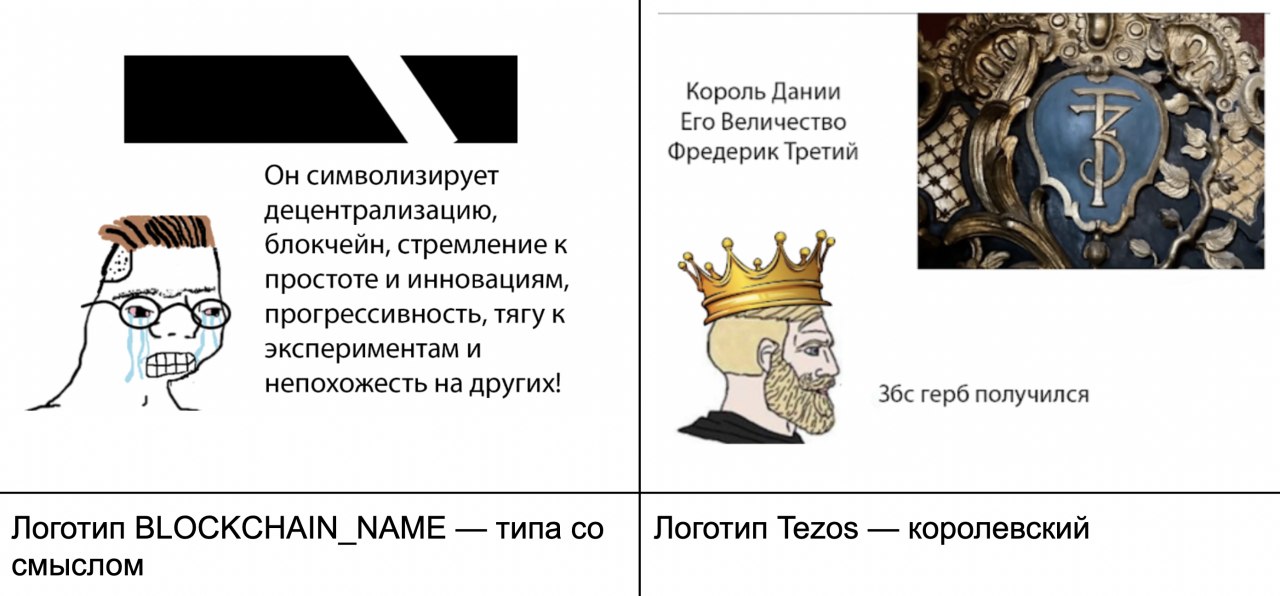 Он символизирует
децентрализацию,
блокчейн, стремление к
простоте и инновациям,
прогрессивность, тягу к
экспериментам и
непохожесть на других!
Логотип BLOCKCHAIN_NAME — типа со
смыслом
Король Дании
Его Величество
Фредерик Третий
Збс герб получился
Логотип Tezos — королевский